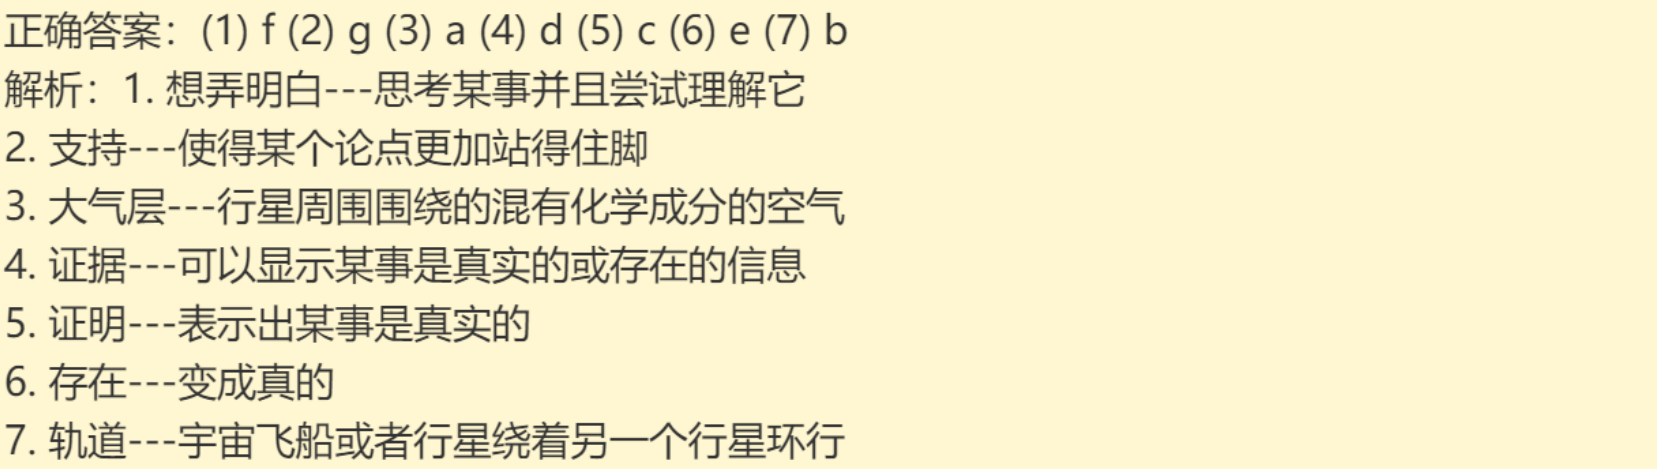 正确答案：(1) f (2) g (3) a (4) d (5) c (6) e (7) b
解析：1. 想弄明白---思考某事并且尝试理解它
2. 支持---使得某个论点更加站得住脚
3. 大气层---行星周围围绕的混有化学成分的空气
4. 证据---可以显示某事是真实的或存在的信息
5. 证明---表示出某事是真实的
6. 存在---变成真的
7. 轨道---宇宙飞船或者行星绕着另一个行星环行